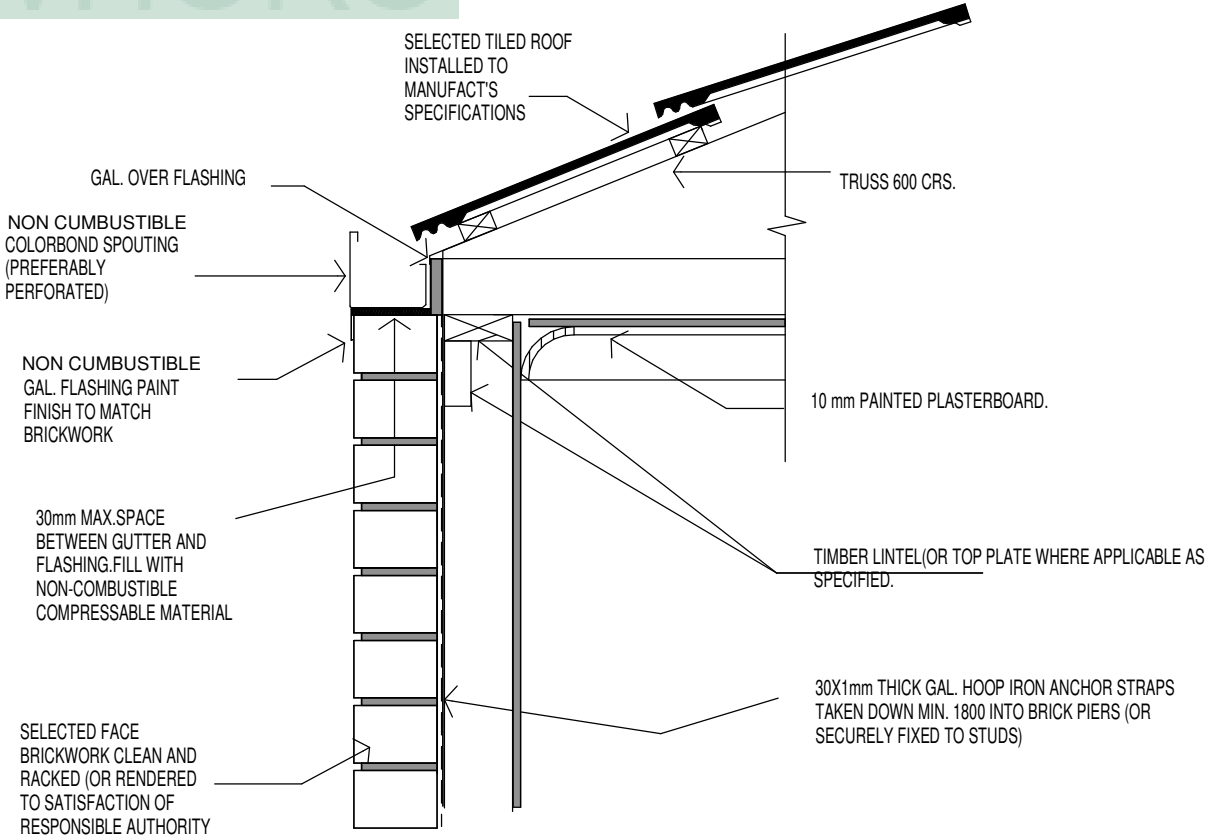 SELECTED TILED ROOF
INSTALLED TO
MANUFACT'S
SPECIFICATIONS
GAL. OVER FLASHING
TRUSS 600 CRS.
NON CUMBUSTIBLE
COLORBOND SPOUTING
(PREFERABLY
PERFORATED)
NON CUMBUSTIBLE
GAL. FLASHING PAINT
FINISH TO MATCH
BRICKWORK
10 mm PAINTED PLASTERBOARD.
30mm MAX.SPACE
BETWEEN GUTTER AND
FLASHING.FILL WITH
NON-COMBUSTIBLE
COMPRESSABLE MATERIAL
TIMBER LINTEL(OR TOP PLATE WHERE APPLICABLE AS
SPECIFIED.
30X1mm THICK GAL. HOOP IRON ANCHOR STRAPS
TAKEN DOWN MIN. 1800 INTO BRICK PIERS (OR
SECURELY FIXED TO STUDS)
SELECTED FACE
BRICKWORK CLEAN AND
RACKED (OR RENDERED
TO SATISFACTION OF
RESPONSIBLE AUTHORITY